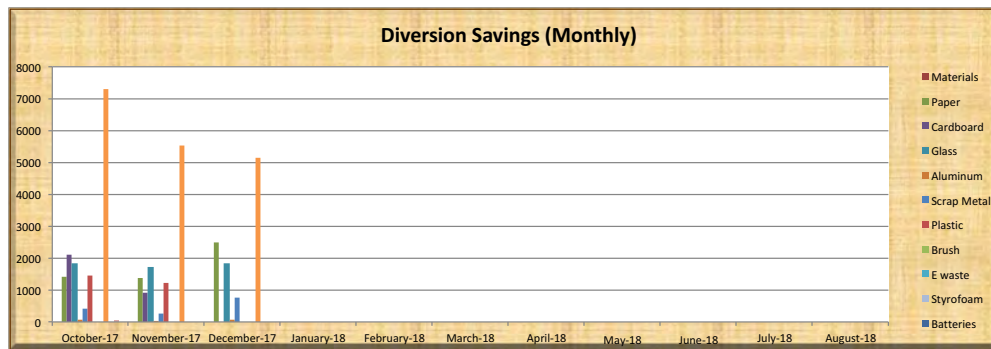 Diversion Savings (Monthly)
8000
7000
6000
5000
4000
3000
2000
1000
0
October-17 November-17 December-17 January-18 February-18 March-18 April-18 May-18 June-18 July-18 August-18
Materials
Paper
Cardboard
Glass
Aluminum
Scrap Metal
Plastic
Brush
E waste
Styrofoam
Batteries